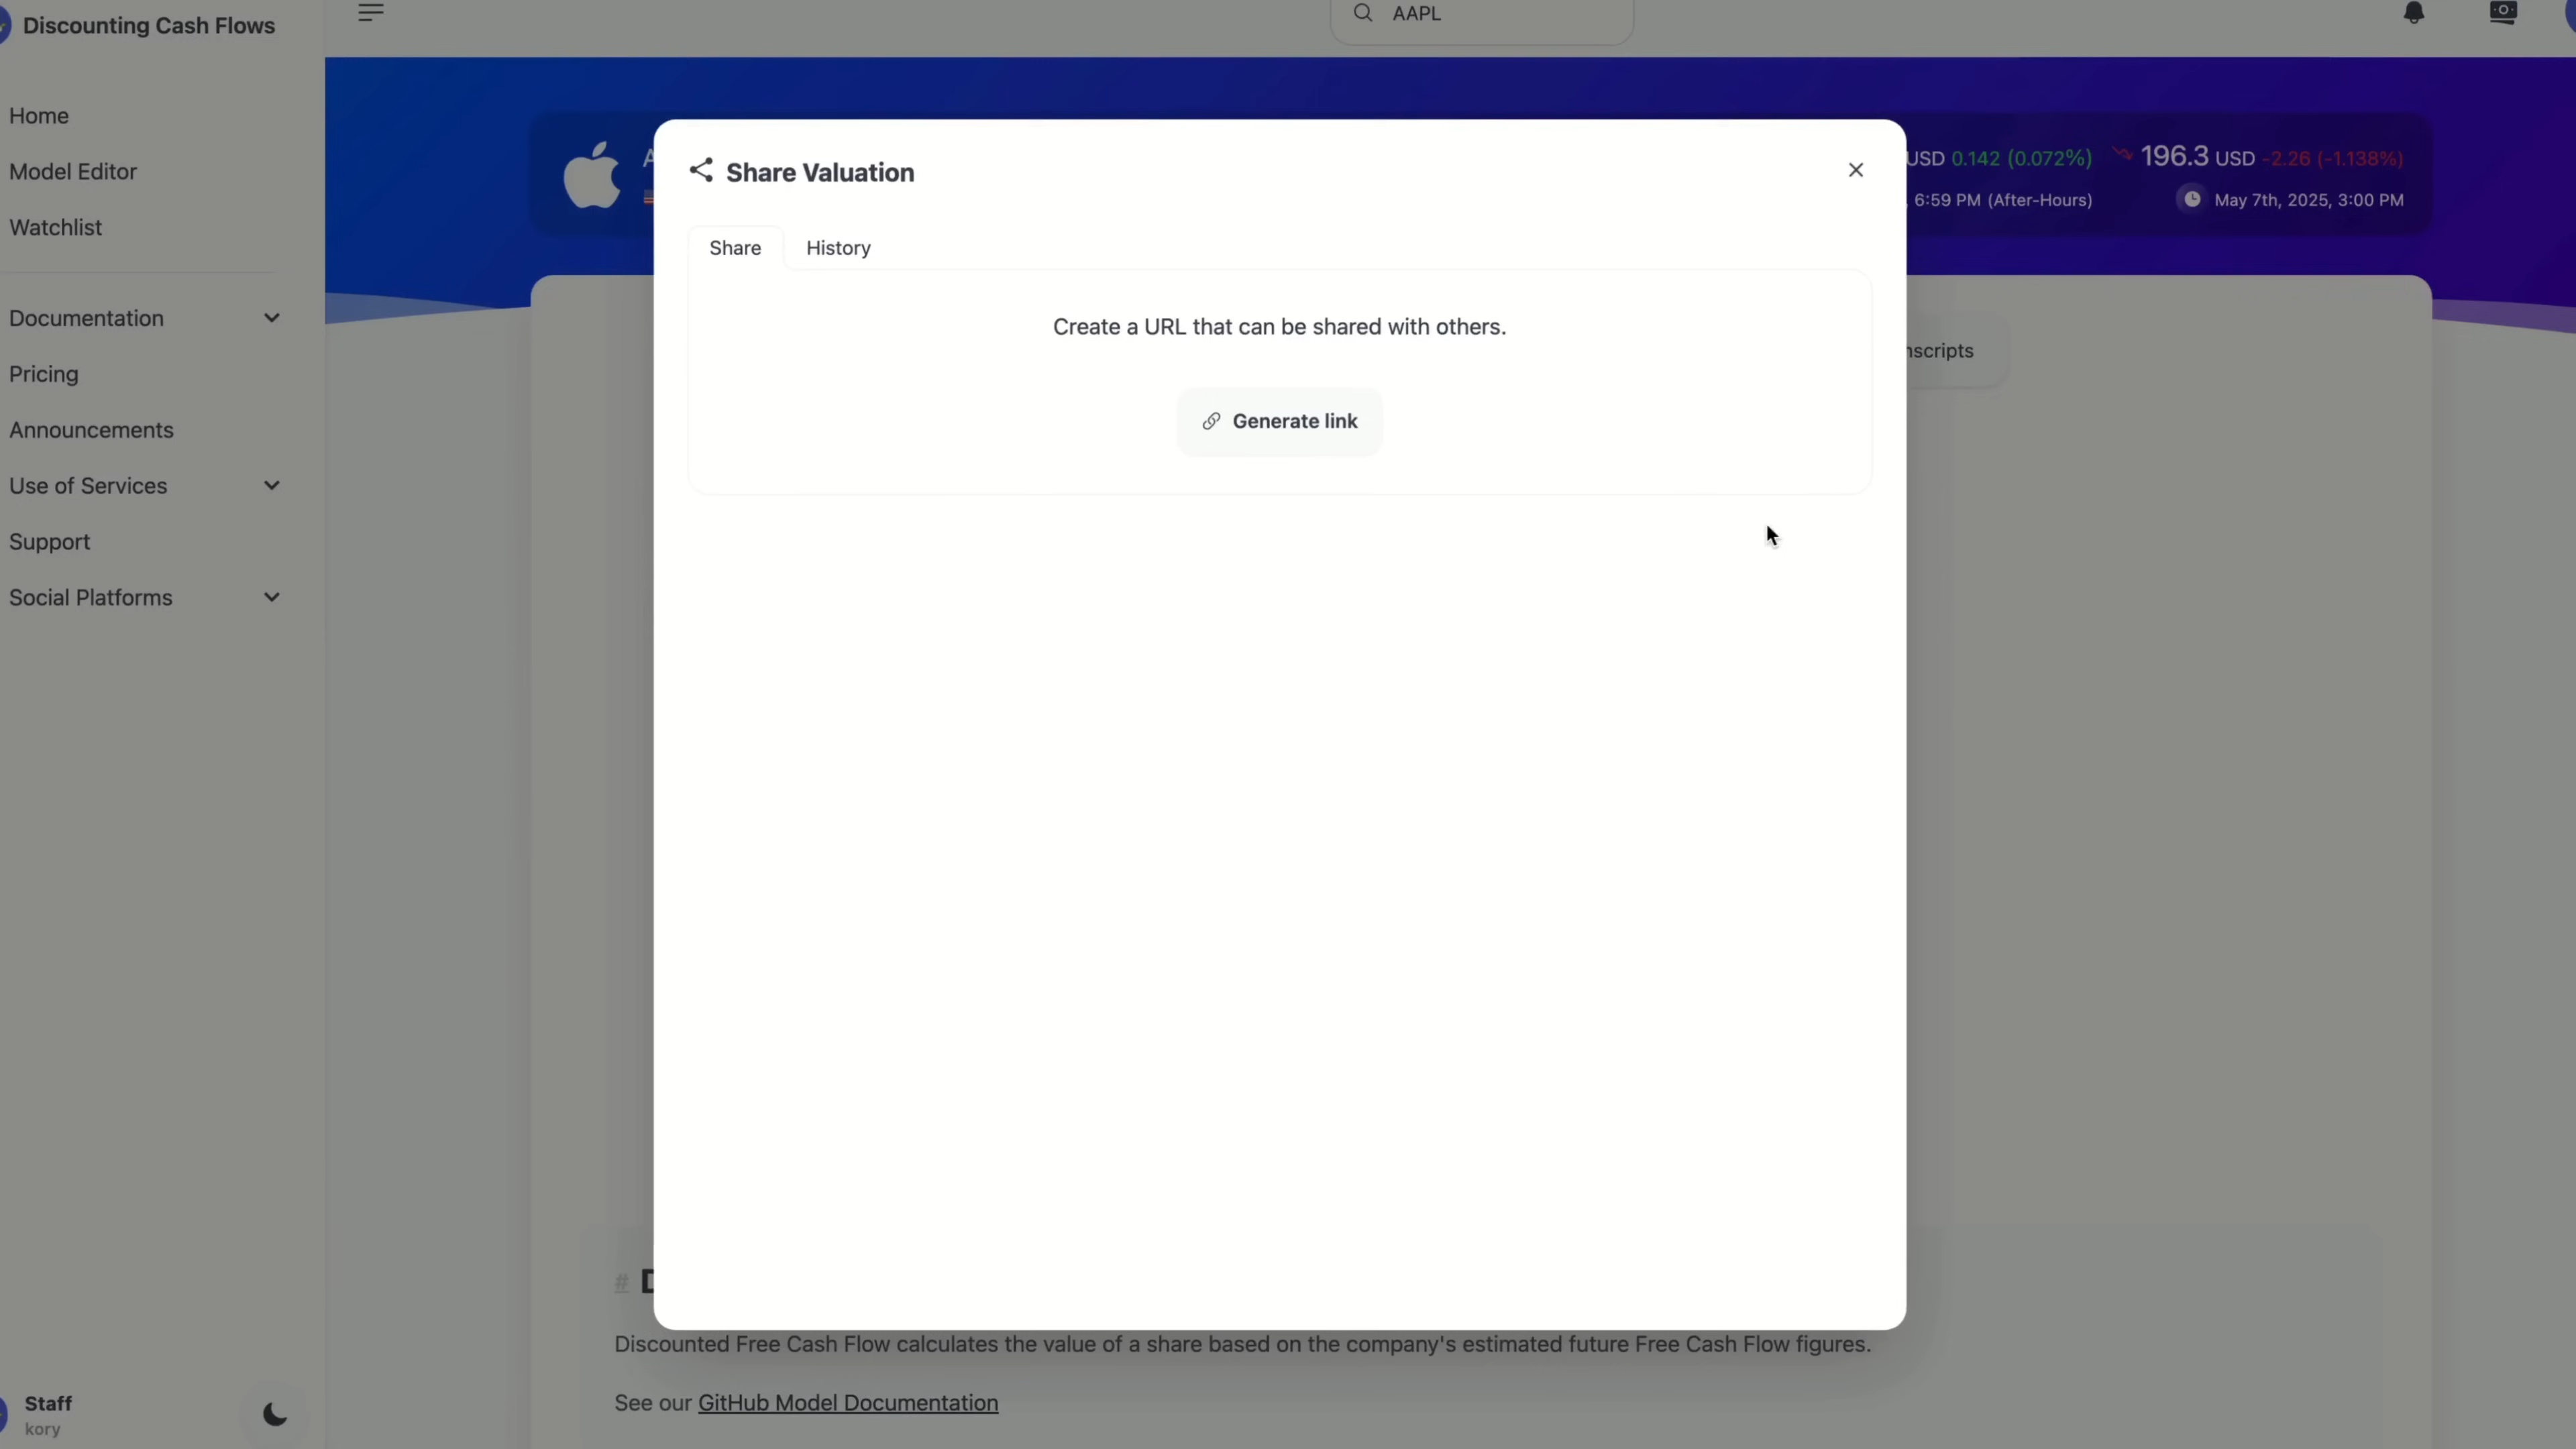 Discounting Cash Flows
AAPL
Home
Model Editor
Watchlist
Documentation
Pricing
Announcements
Use of Services
Support
Social Platforms
Staff
kory
USD 0.142 (0.072%)
196.3 USD -2.26 (-1.138%)
6:59 PM (After-Hours)
May 7th, 2025, 3:00 PM
Share Valuation
Share
History
Create a URL that can be shared with others.
Generate link
#
Discounted Free Cash Flow calculates the value of a share based on the company's estimated future Free Cash Flow figures.
See our GitHub Model Documentation